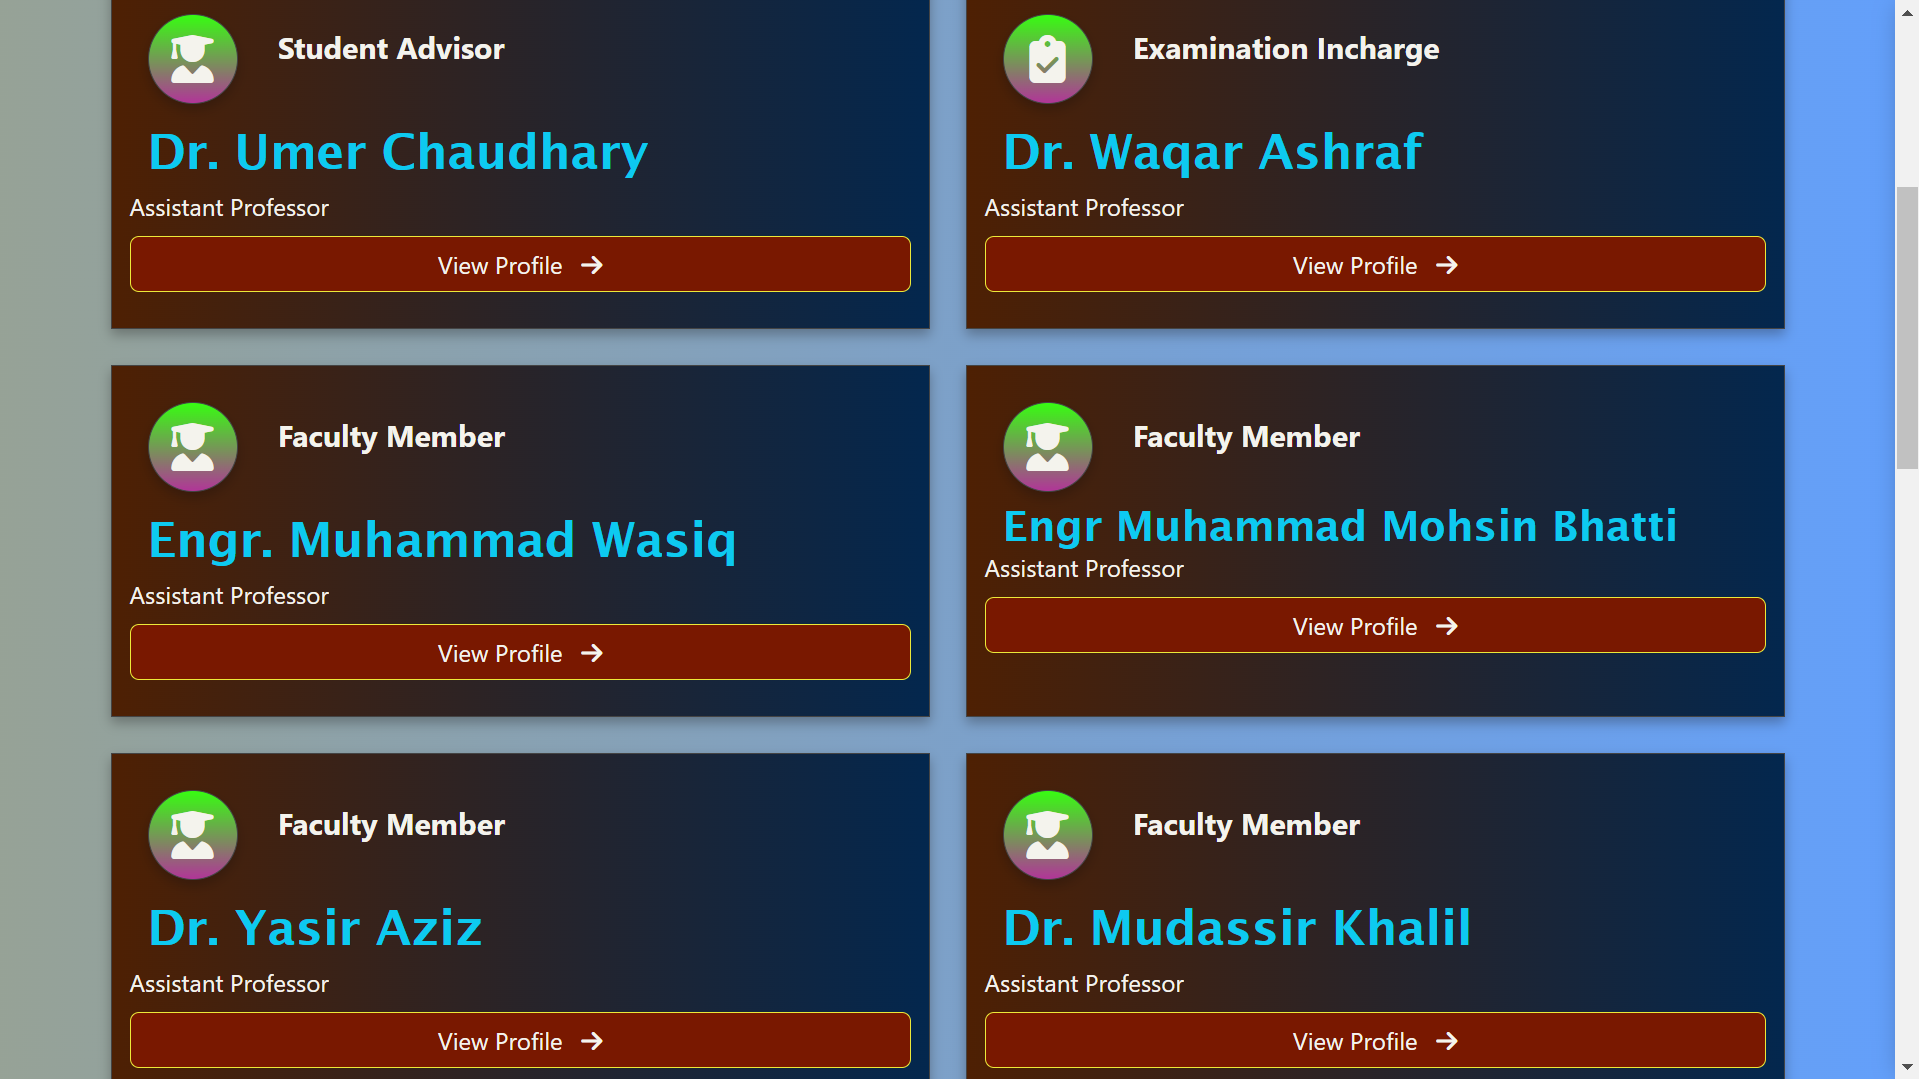 Student Advisor
Dr. Umer Chaudhary
Assistant Professor
View Profile
Examination Incharge
Dr. Waqar Ashraf
Assistant Professor
View Profile
Faculty Member
Engr. Muhammad Wasiq
Assistant Professor
View Profile
Faculty Member
Engr Muhammad Mohsin Bhatti
Assistant Professor
View Profile
Faculty Member
Dr. Yasir Aziz
Assistant Professor
View Profile
Faculty Member
Dr. Mudassir Khalil
Assistant Professor
View Profile